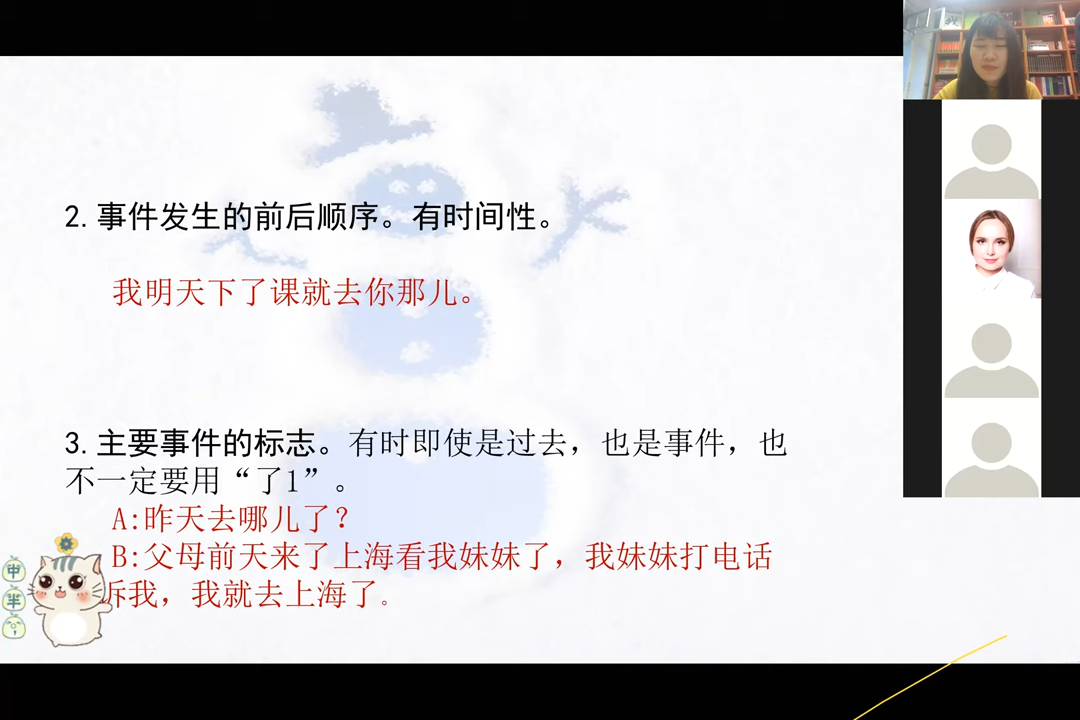 2.事件发生的前后顺序。有时间性。
我明天下了课就去你那儿。
3.主要事件的标志。有时即使是过去，也是事件，也
不一定要用“了1”。
A:昨天去哪儿了？
B:父母前天来了上海看我妹妹了，我妹妹打电话
诉我，我就去上海了。
中
半